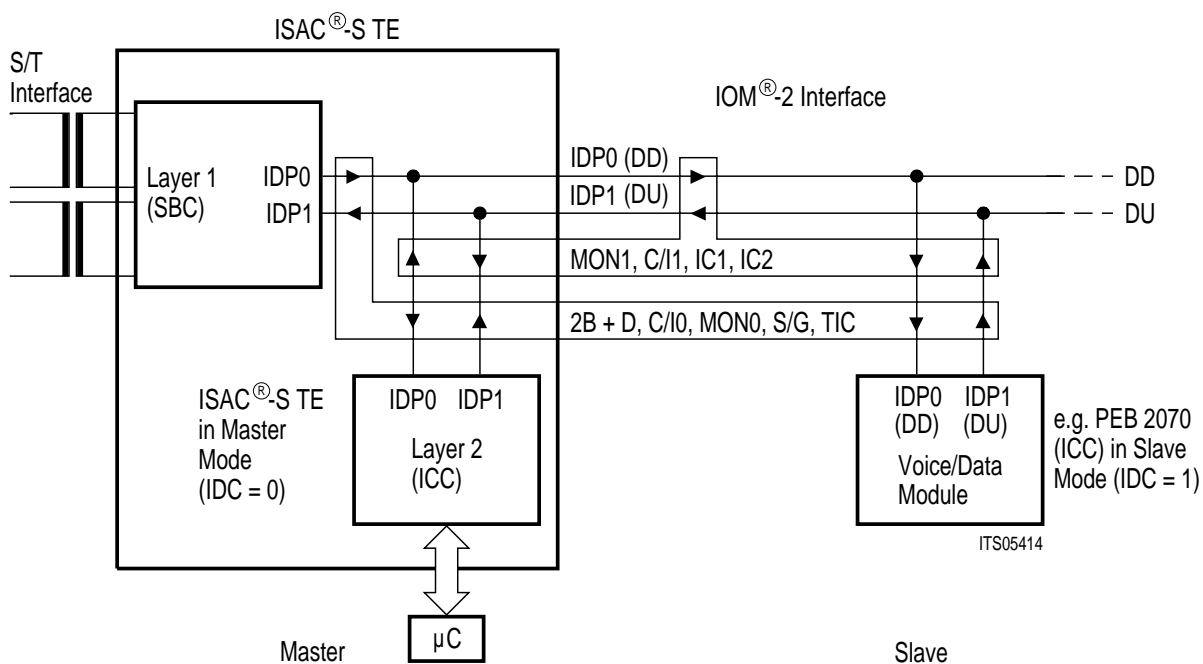 ISAC®-S TE
S/T
Interface
IOM®-2 Interface
Layer 1
(SBC)
IDP0
IDP1
IDP0 (DD)
IDP1 (DU)
DD
DU
MON1, C/I1, IC1, IC2
2B + D, C/I0, MON0, S/G, TIC
ISAC®-S TE
in Master
Mode
(IDC = 0)
IDP0 IDP1
Layer 2
(ICC)
IDP0 IDP1
(DD) (DU)
Voice/Data
Module
e.g. PEB 2070
(ICC) in Slave
Mode (IDC = 1)
ITS05414
µC
Master
Slave